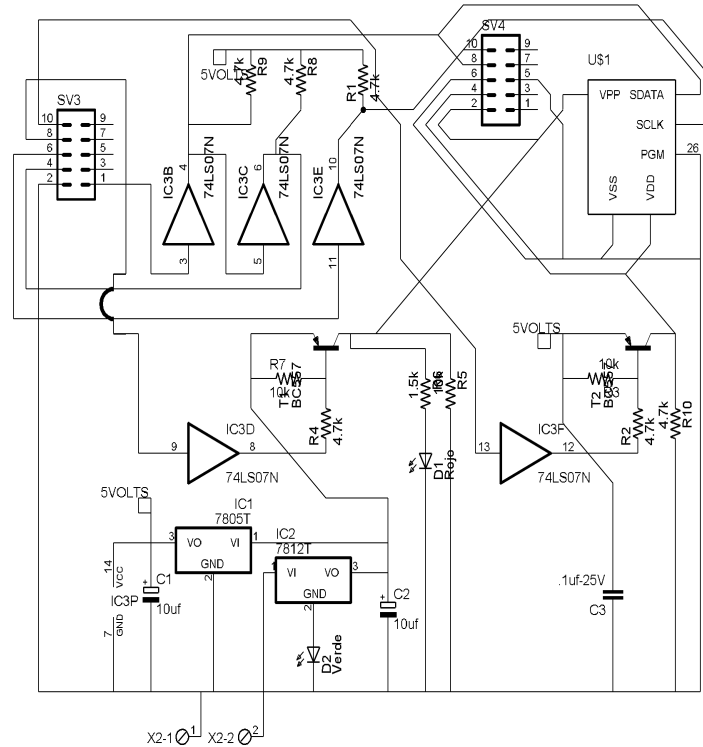 SV4
10 9
8 7
6 5
4 3
2 1
U$1
VPP SDATA
SCLK
PGM 26
VSS VDD
5VOLTS
4.7k R9
4.7k R8
R1 4.7k
SV3
10 9
8 7
6 5
4 3
2 1
IC3B 4 74LS07N 3
IC3C 6 74LS07N 5
IC3E 10 74LS07N 11
R7
10k
BC557
R4 4.7k
1.5k
R5
D1 Rojo
9 IC3D 8
74LS07N
5VOLTS
10k
T2
R2 4.7k
4.7k R10
13 IC3F 12
74LS07N
5VOLTS
IC1
7805T
3 VO VI 1
GND
2
IC2
7812T
1 VI VO 3
GND
2
14 VCC
IC3P
7 GND
C1
10uf
C2
10uf
D2 Verde
.1uf-25V
C3
X2-1 1
X2-2 2